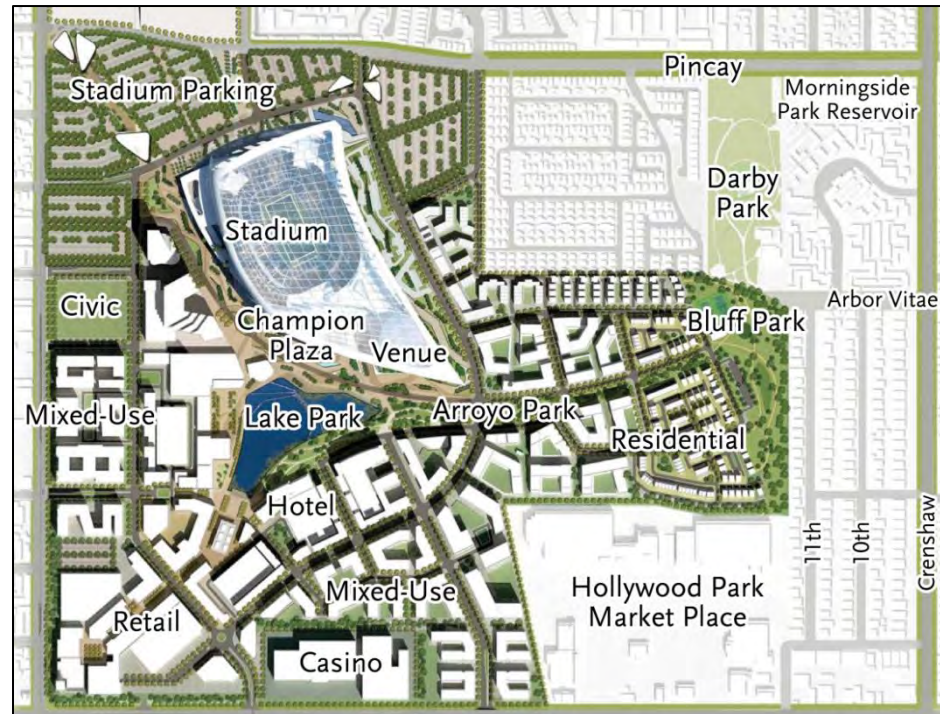 Pincay
Stadium Parking
Morningside
Park Reservoir
Darby
Park
Stadium
Civic
Arbor Vitae
Champion
Plaza
Venue
Bluff Park
Mixed-Use
Lake Park
Arroyo Park
Residential
Hotel
11th
10th
Crenshaw
Mixed-Use
Hollywood Park
Market Place
Retail
Casino